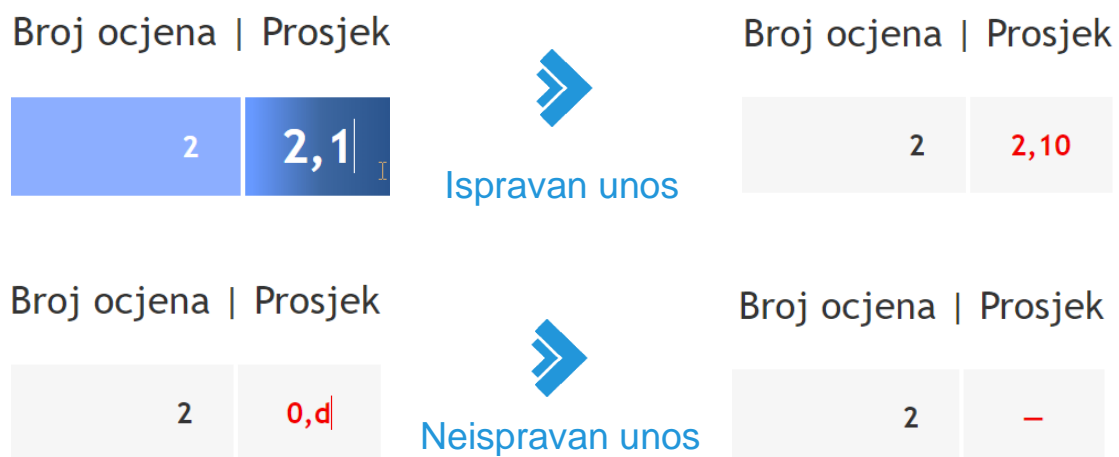 Broj ocjena | Prosjek
Broj ocjena | Prosjek
2 2,1
2 2,10
Ispravan unos
Broj ocjena | Prosjek
Broj ocjena | Prosjek
2 0,d
2 —
Neispravan unos